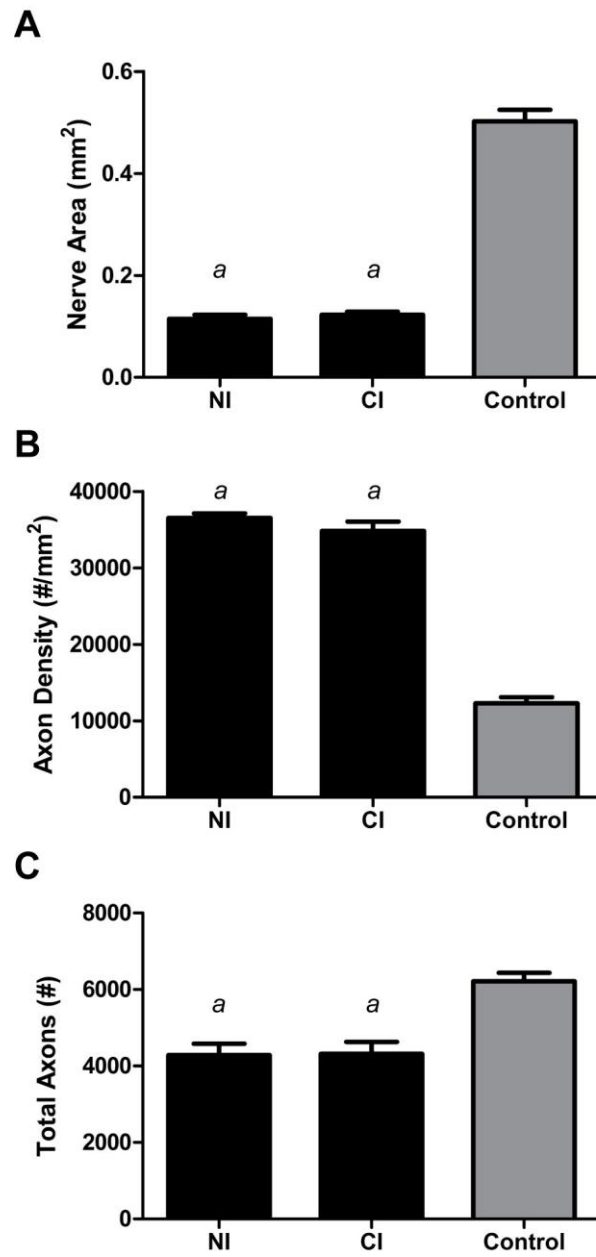 A
Nerve Area (mm²)
0.6
0.4
0.2
0.0
a
a
NI
CI
Control
B
Axon Density (#/mm²)
40000
30000
20000
10000
0
a
a
NI
CI
Control
C
Total Axons (#)
8000
6000
4000
2000
0
a
a
NI
CI
Control